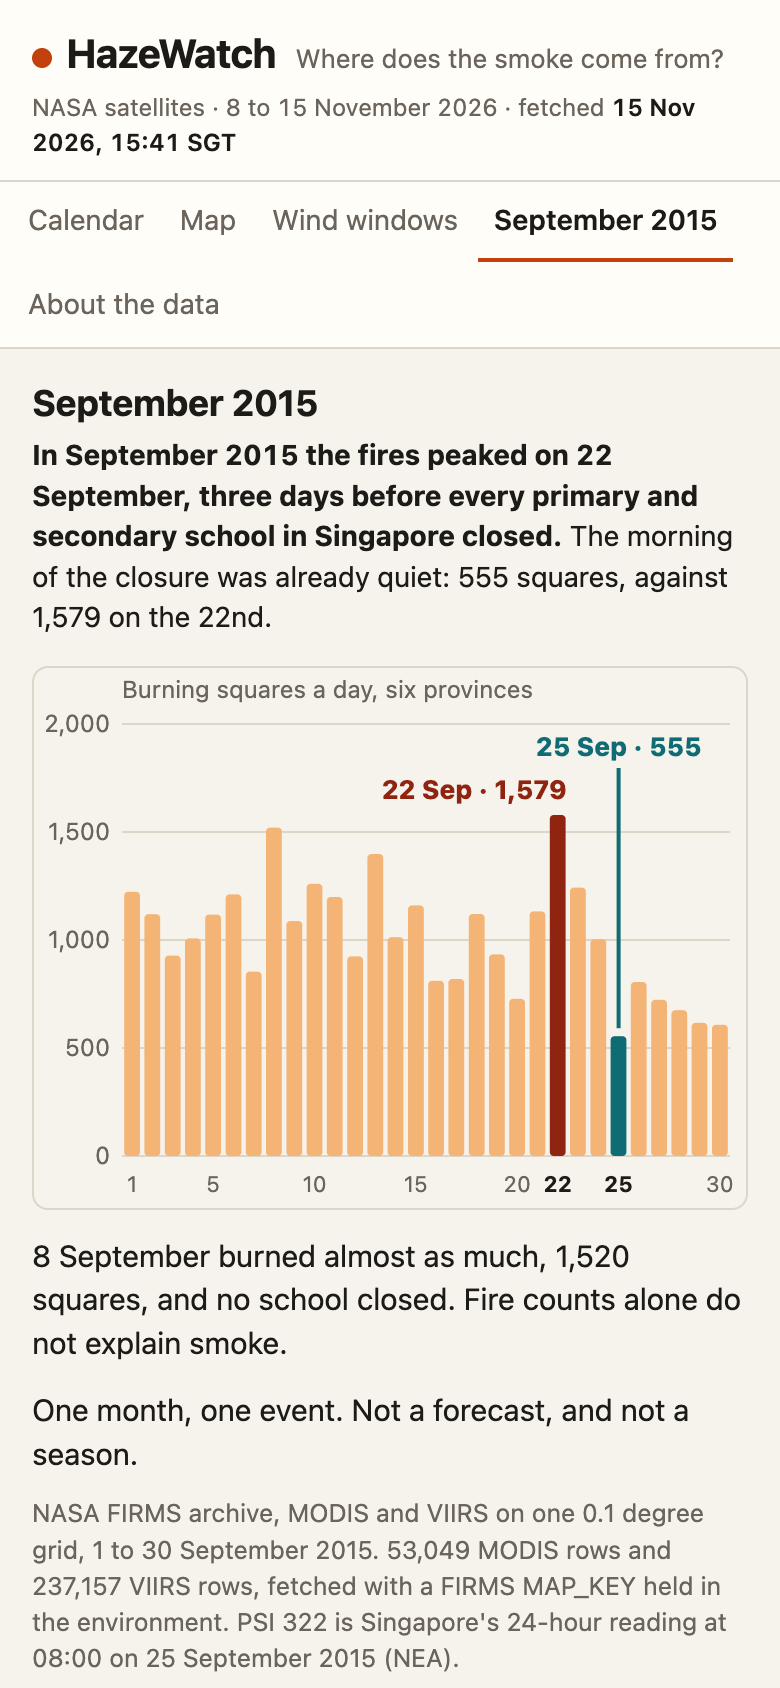 HazeWatch Where does the smoke come from?
NASA satellites · 8 to 15 November 2026 · fetched 15 Nov
2026, 15:41 SGT
Calendar Map Wind windows September 2015
About the data
September 2015
In September 2015 the fires peaked on 22
September, three days before every primary and
secondary school in Singapore closed. The morning
of the closure was already quiet: 555 squares, against
1,579 on the 22nd.
Burning squares a day, six provinces
2,000
25 Sep · 555
22 Sep · 1,579
1,500
1,000
500
0
1 5 10 15 20 22 25 30
8 September burned almost as much, 1,520
squares, and no school closed. Fire counts alone do
not explain smoke.
One month, one event. Not a forecast, and not a
season.
NASA FIRMS archive, MODIS and VIIRS on one 0.1 degree
grid, 1 to 30 September 2015. 53,049 MODIS rows and
237,157 VIIRS rows, fetched with a FIRMS MAP_KEY held in
the environment. PSI 322 is Singapore's 24-hour reading at
08:00 on 25 September 2015 (NEA).